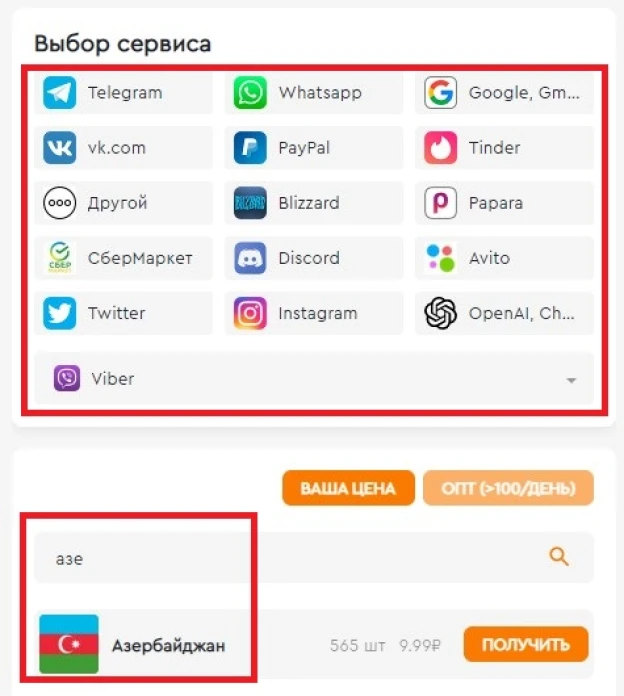 Выбор сервиса
Telegram Whatsapp Google, Gm...
vk.com PayPal Tinder
Другой Blizzard Papara
СберМаркет Discord Avito
Twitter Instagram OpenAI, Ch...
Viber
ВАША ЦЕНА ОПТ (>100/ДЕНЬ)
азе
Азербайджан 565 шт 9.99₽ ПОЛУЧИТЬ